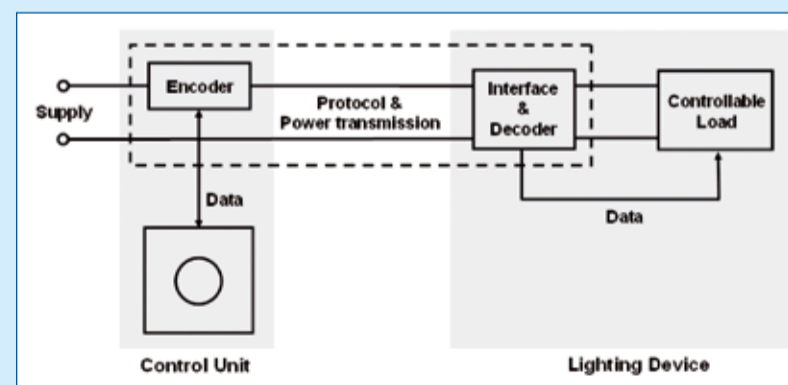 Encoder
Supply
Protocol &
Power transmission
Interface
&
Decoder
Controllable
Load
Data
Data
Control Unit
Lighting Device